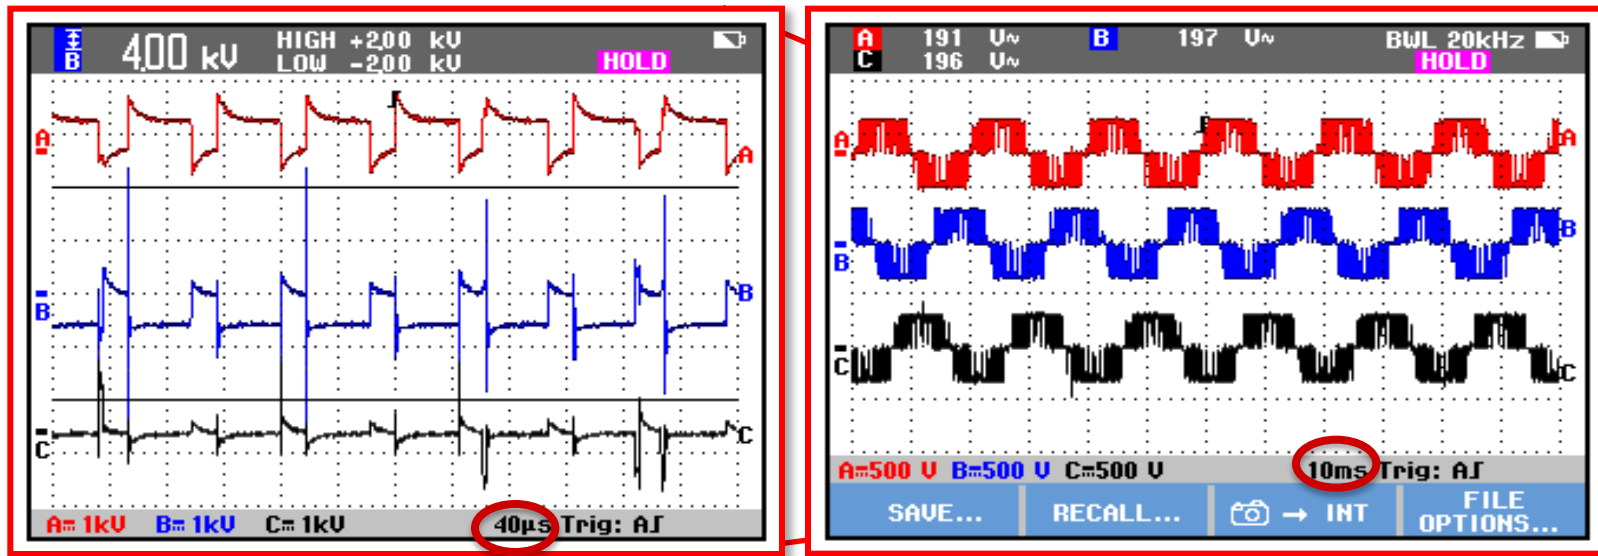 B 4.00 kV HIGH +2.00 kV
LOW -2.00 kV HOLD
A
A
B
B
C
C
A= 1kV B= 1kV C= 1kV 40µs Trig: A
A 191 V~ B 197 V~ BWL 20kHz
C 196 V~ HOLD
A
A
B
B
C
C
A=500 V B=500 V C=500 V 10ms Trig: A
SAVE... RECALL... → INT FILE
OPTIONS...